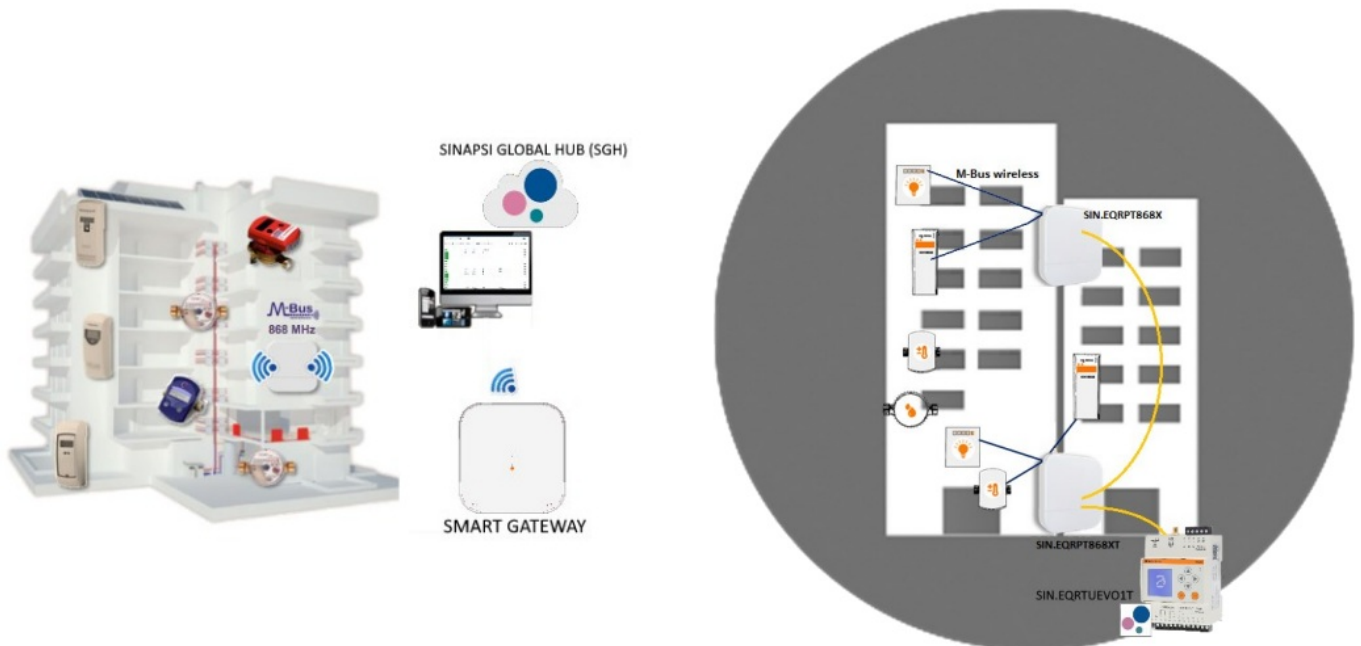 SINAPSI GLOBAL HUB (SGH)
M-Bus
868 MHz
SMART GATEWAY
M-Bus wireless
SIN.EQRPT868X
SIN.EQRPT868XT
SIN.EQRTUEVO1T